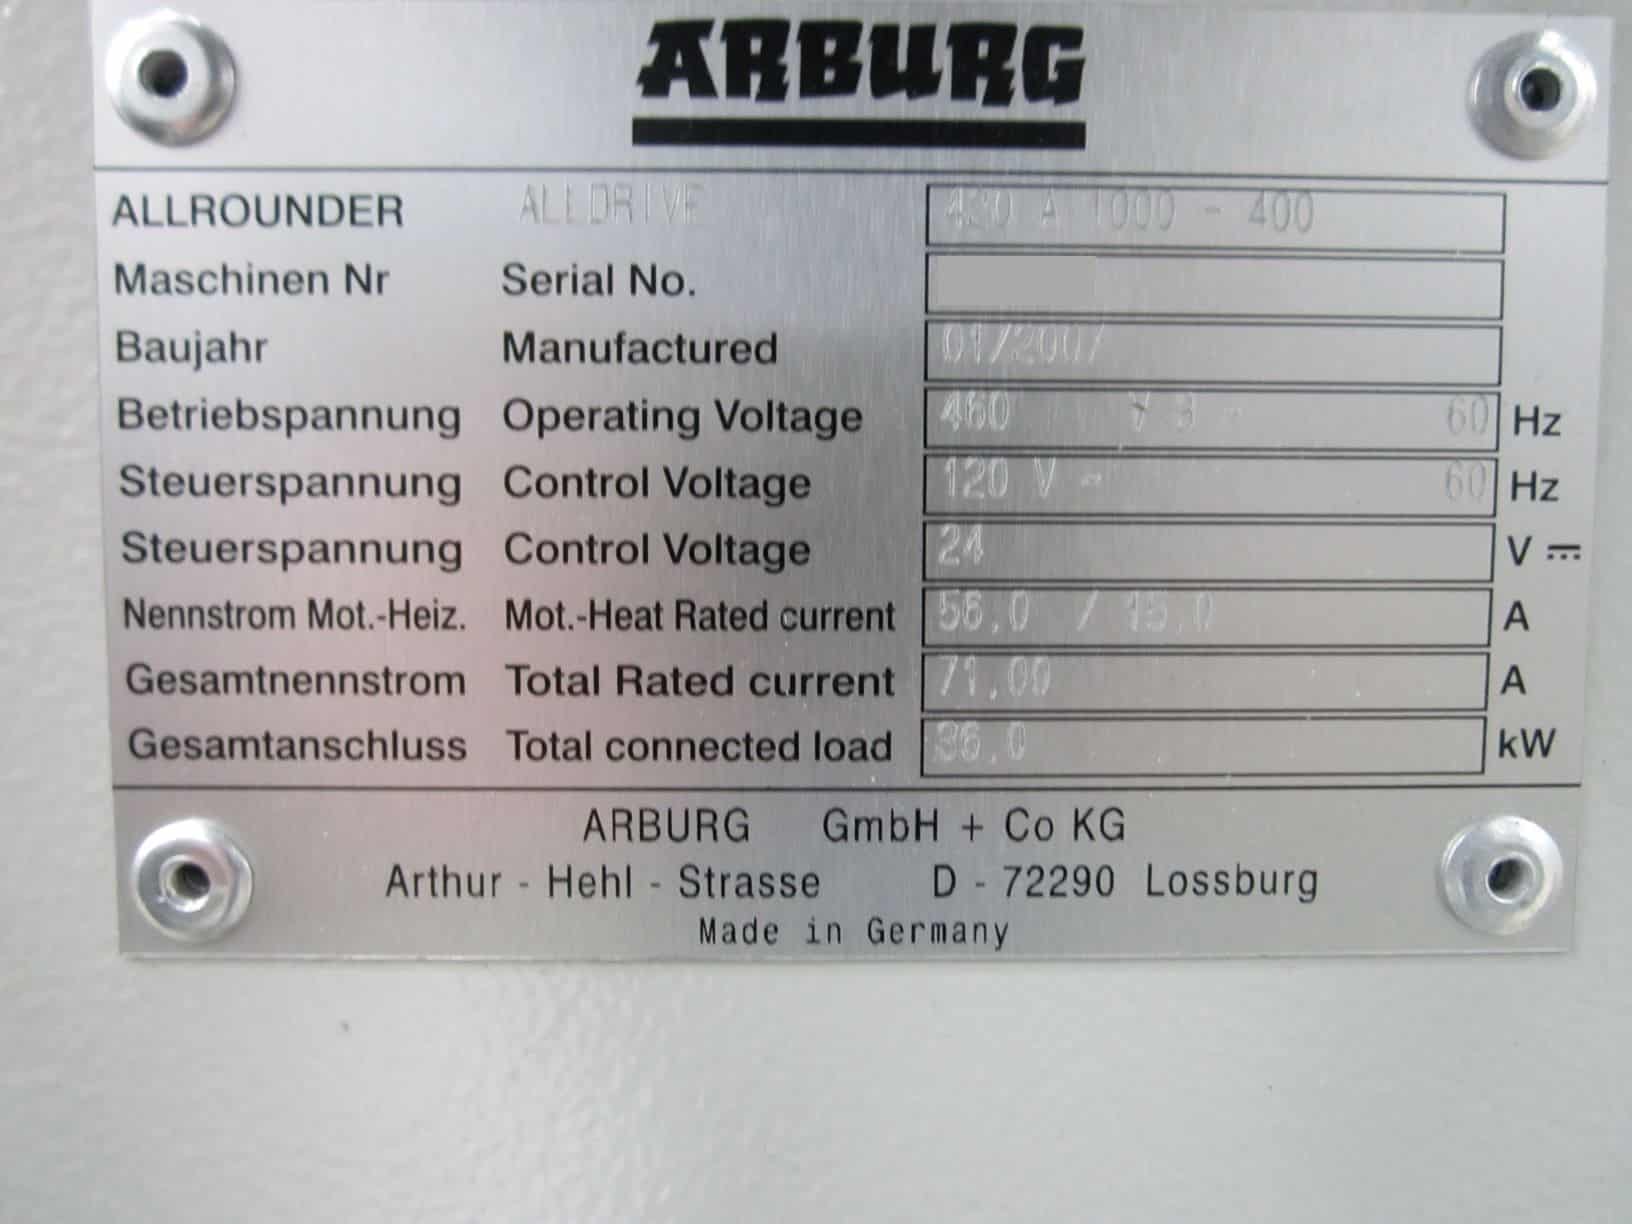 ARBURG
ALLROUNDER ALLDRIVE 420 A 1000 - 400
Maschinen Nr Serial No.
Baujahr Manufactured 01/2007
Betriebspannung Operating Voltage 460 V 3 ~ 60 Hz
Steuerspannung Control Voltage 120 V ~ 60 Hz
Steuerspannung Control Voltage 24 V ⎓
Nennstrom Mot.-Heiz. Mot.-Heat Rated current 56,0 / 15,0 A
Gesamtnennstrom Total Rated current 71,00 A
Gesamtanschluss Total connected load 36,0 kW
ARBURG GmbH + Co KG
Arthur - Hehl - Strasse D - 72290 Lossburg
Made in Germany